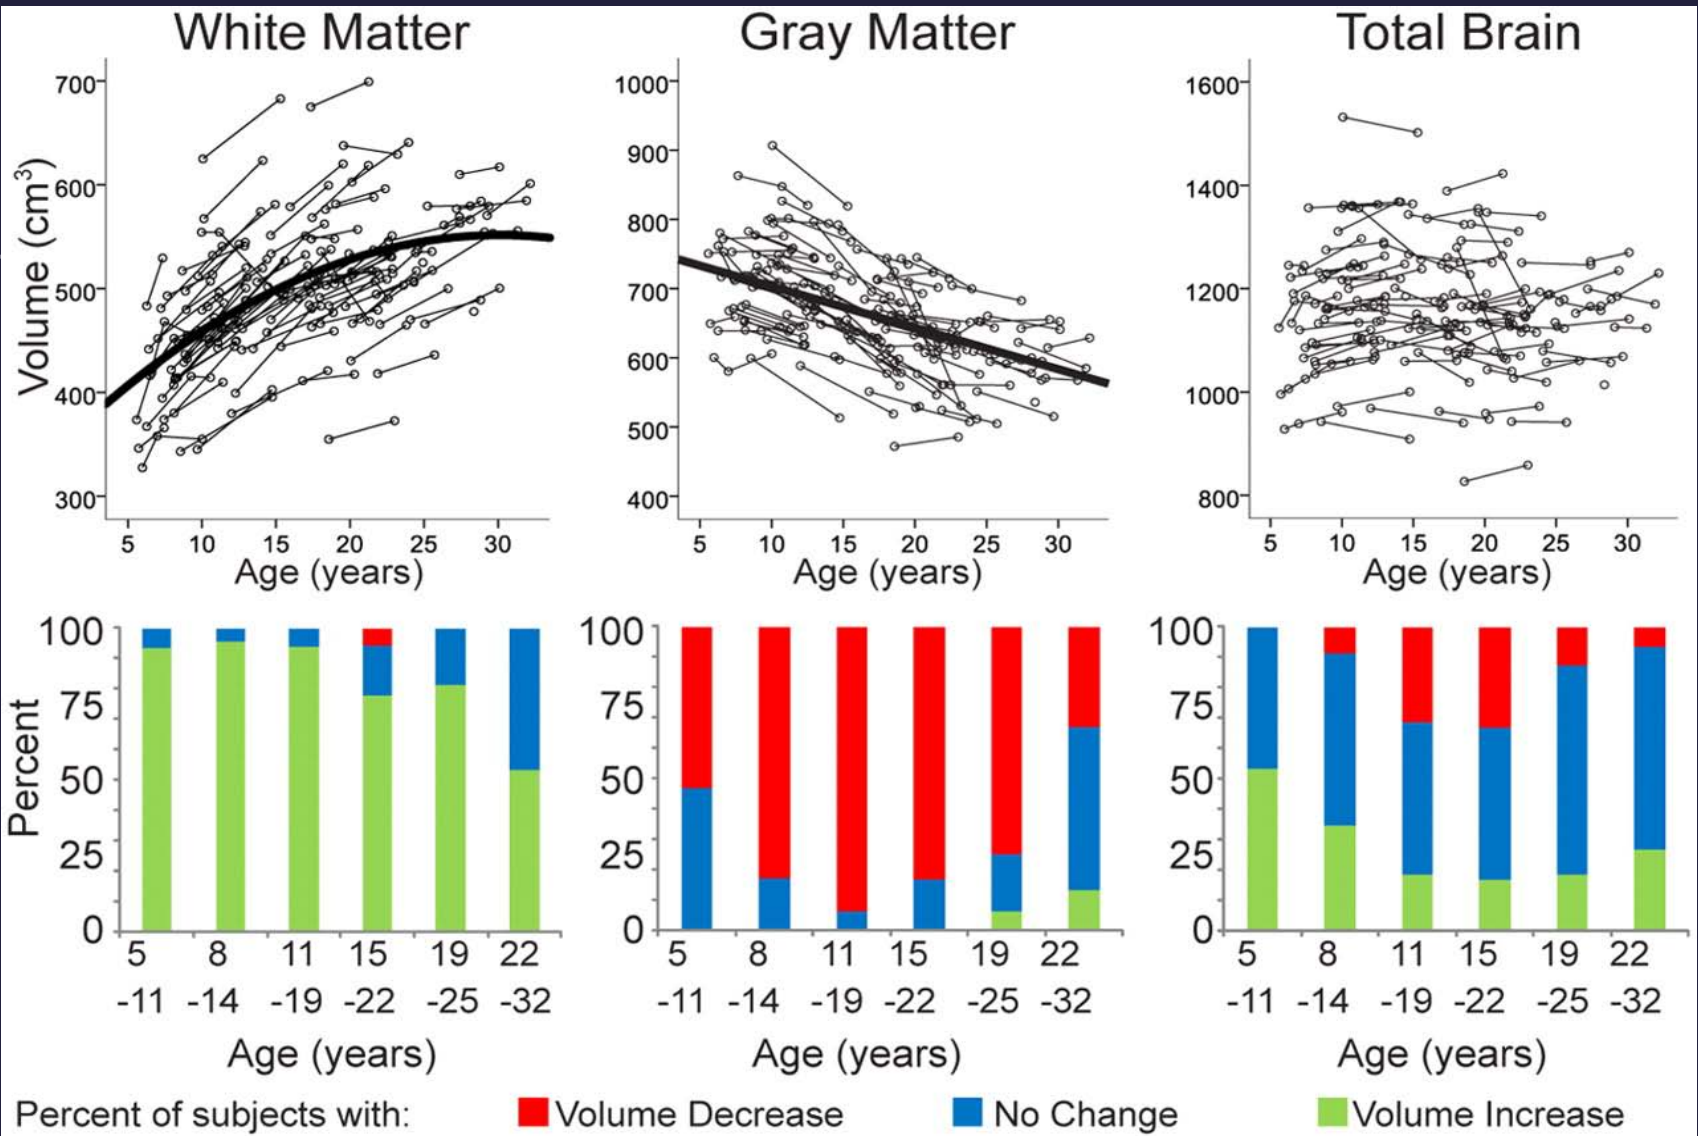 White Matter
Gray Matter
Total Brain
Volume (cm³)
700
600
500
400
300
5 10 15 20 25 30
Age (years)
1000
900
800
700
600
500
400
5 10 15 20 25 30
Age (years)
1600
1400
1200
1000
800
5 10 15 20 25 30
Age (years)
Percent
100
75
50
25
0
5 8 11 15 19 22
-11 -14 -19 -22 -25 -32
Age (years)
100
75
50
25
0
5 8 11 15 19 22
-11 -14 -19 -22 -25 -32
Age (years)
100
75
50
25
0
5 8 11 15 19 22
-11 -14 -19 -22 -25 -32
Age (years)
Percent of subjects with: Volume Decrease No Change Volume Increase